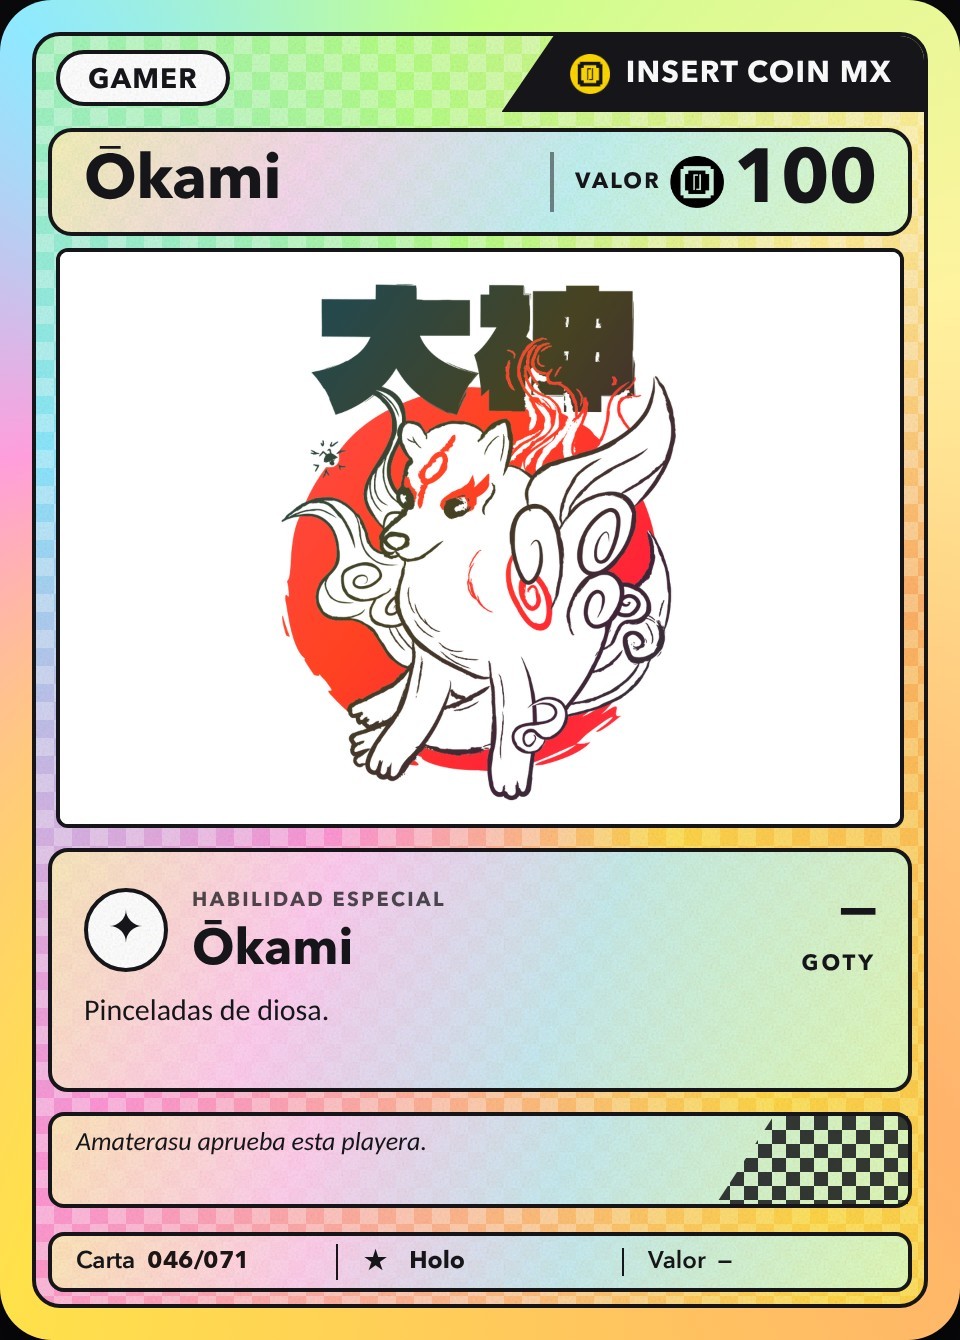 GAMER
INSERT COIN MX
Ōkami
VALOR 100
大神
HABILIDAD ESPECIAL
Ōkami
–
GOTY
Pinceladas de diosa.
Amaterasu aprueba esta playera.
Carta 046/071 ★ Holo Valor –